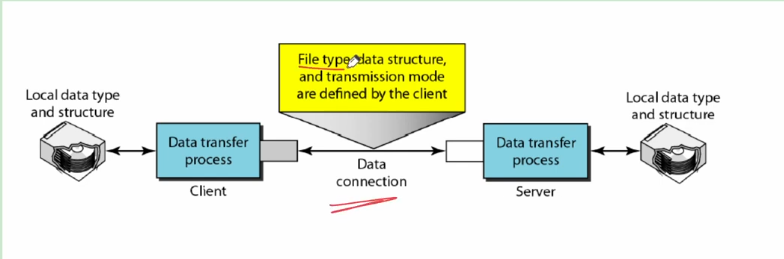 File type, data structure,
and transmission mode
are defined by the client
Local data type
and structure
Local data type
and structure
Data transfer
process
Data transfer
process
Data
connection
Client
Server